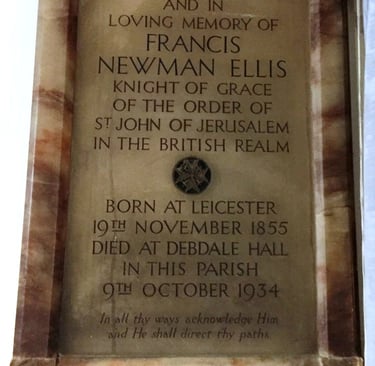 AND IN
LOVING MEMORY OF
FRANCIS
NEWMAN ELLIS
KNIGHT OF GRACE
OF THE ORDER OF
ST JOHN OF JERUSALEM
IN THE BRITISH REALM
BORN AT LEICESTER
19TH NOVEMBER 1855
DIED AT DEBDALE HALL
IN THIS PARISH
9TH OCTOBER 1934
In all thy ways acknowledge Him
and He shall direct thy paths.